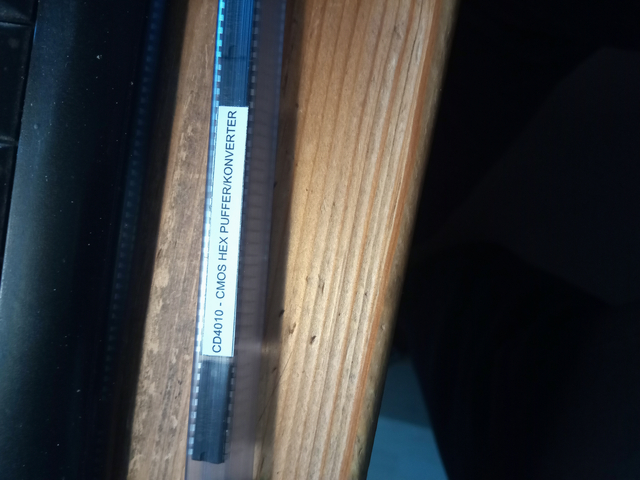 CD4010 - CMOS HEX PUFFER/KONVERTER